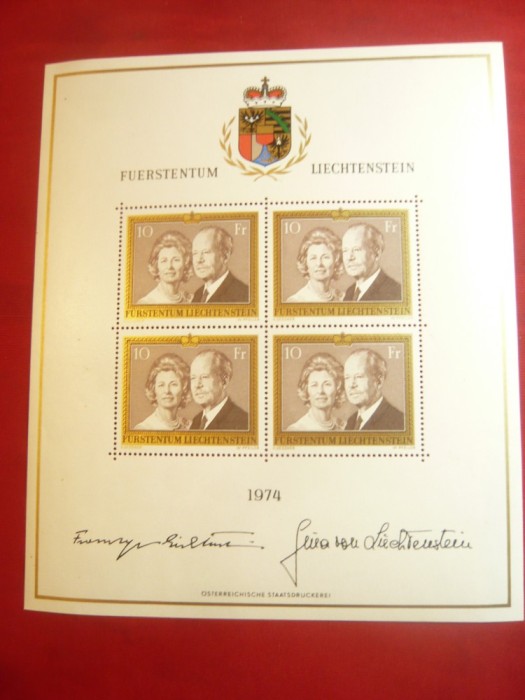 FUERSTENTUM LIECHTENSTEIN
10 Fr 10 Fr
FÜRSTENTUM LIECHTENSTEIN FÜRSTENTUM LIECHTENSTEIN
10 Fr 10 Fr
FÜRSTENTUM LIECHTENSTEIN FÜRSTENTUM LIECHTENSTEIN
1974
Gina von Liechtenstein
ÖSTERREICHISCHE STAATSDRUCKEREI